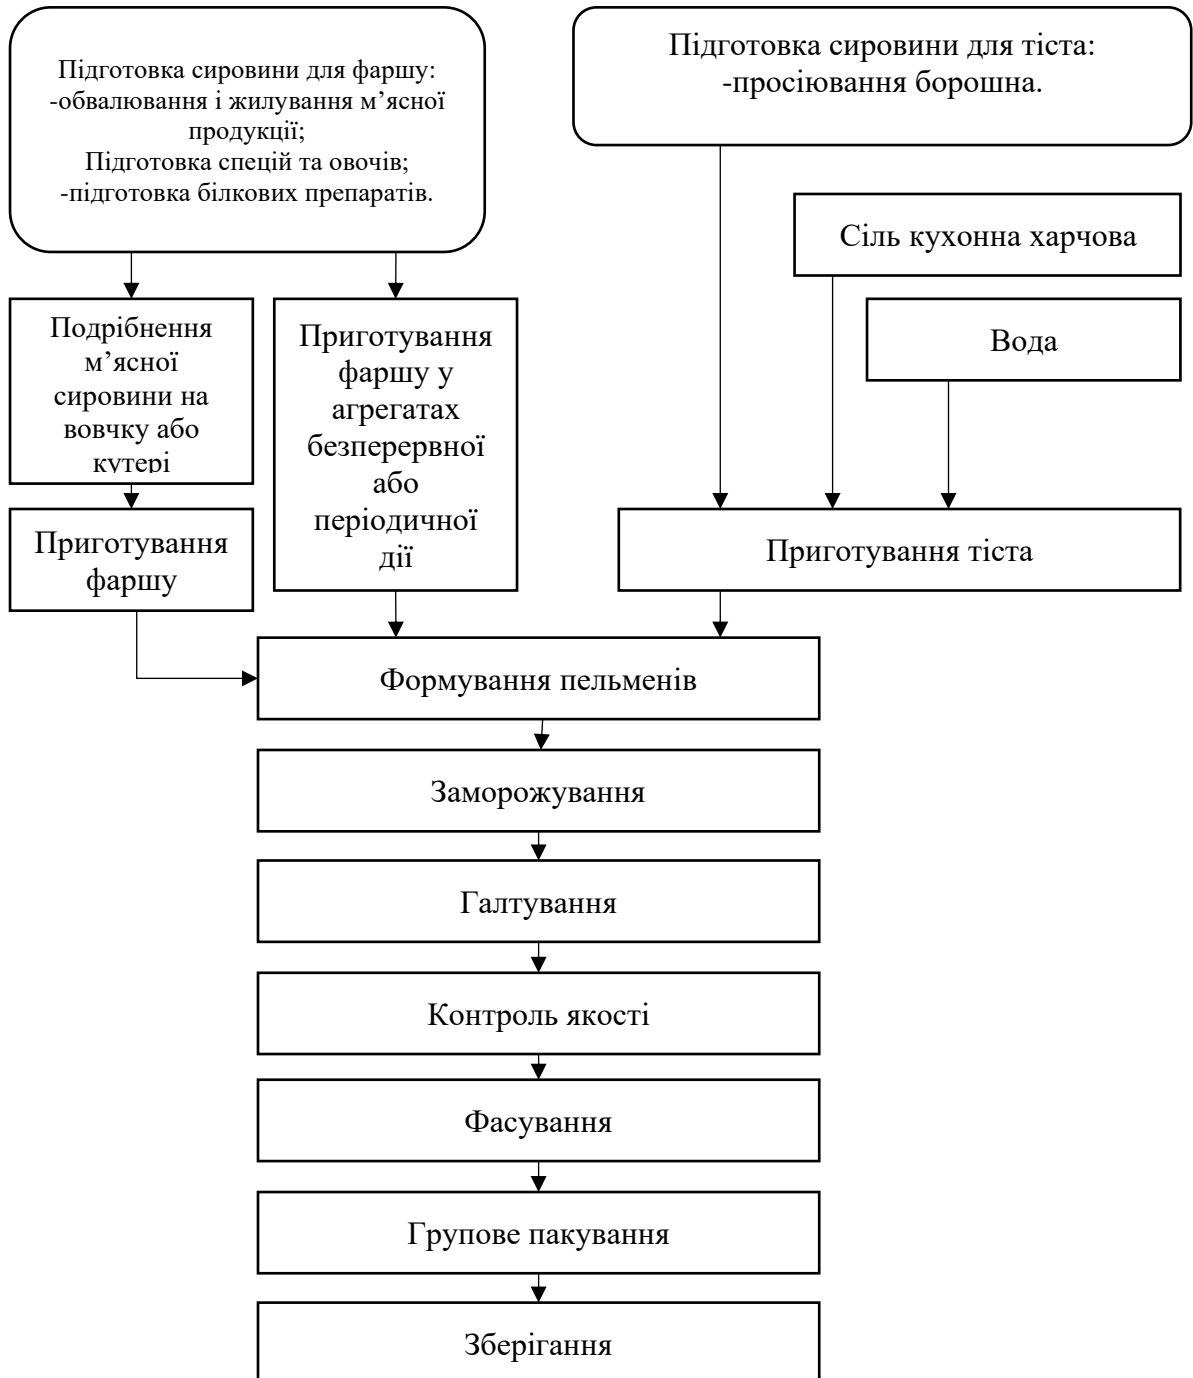 Підготовка сировини для фаршу:
-обвалювання і жилування м’ясної
продукції;
Підготовка спецій та овочів;
-підготовка білкових препаратів.
Підготовка сировини для тіста:
-просіювання борошна.
Сіль кухонна харчова
Вода
Подрібнення
м’ясної
сировини на
вовчку або
кутері
Приготування
фаршу у
агрегатах
безперервної
або
періодичної
дії
Приготування
фаршу
Приготування тіста
Формування пельменів
Заморожування
Галтування
Контроль якості
Фасування
Групове пакування
Зберігання